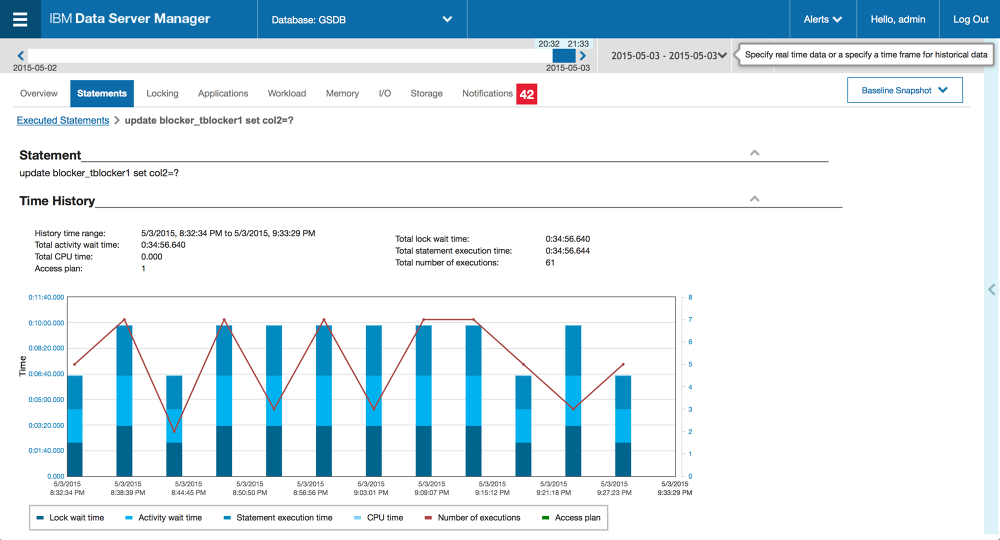 IBM Data Server Manager
Database: GSDB
Alerts
Hello, admin
Log Out
20:32 21:33
2015-05-02
2015-05-03
2015-05-03 - 2015-05-03
Specify real time data or a specify a time frame for historical data
Overview
Statements
Locking
Applications
Workload
Memory
I/O
Storage
Notifications 42
Baseline Snapshot
Executed Statements > update blocker_tblocker1 set col2=?
Statement
update blocker_tblocker1 set col2=?
Time History
History time range: 5/3/2015, 8:32:34 PM to 5/3/2015, 9:33:29 PM
Total activity wait time: 0:34:56.640
Total CPU time: 0.000
Access plan: 1
Total lock wait time: 0:34:56.640
Total statement execution time: 0:34:56.644
Total number of executions: 61
Time
0:11:40.000
0:10:00.000
0:08:20.000
0:06:40.000
0:05:00.000
0:03:20.000
0:01:40.000
0.000
8
7
6
5
4
3
2
1
0
5/3/2015 5/3/2015 5/3/2015 5/3/2015 5/3/2015 5/3/2015 5/3/2015 5/3/2015 5/3/2015 5/3/2015 5/3/2015
8:32:34 PM 8:38:39 PM 8:44:45 PM 8:50:50 PM 8:56:56 PM 9:03:01 PM 9:09:07 PM 9:15:12 PM 9:21:18 PM 9:27:23 PM 9:33:29 PM
Lock wait time
Activity wait time
Statement execution time
CPU time
Number of executions
Access plan